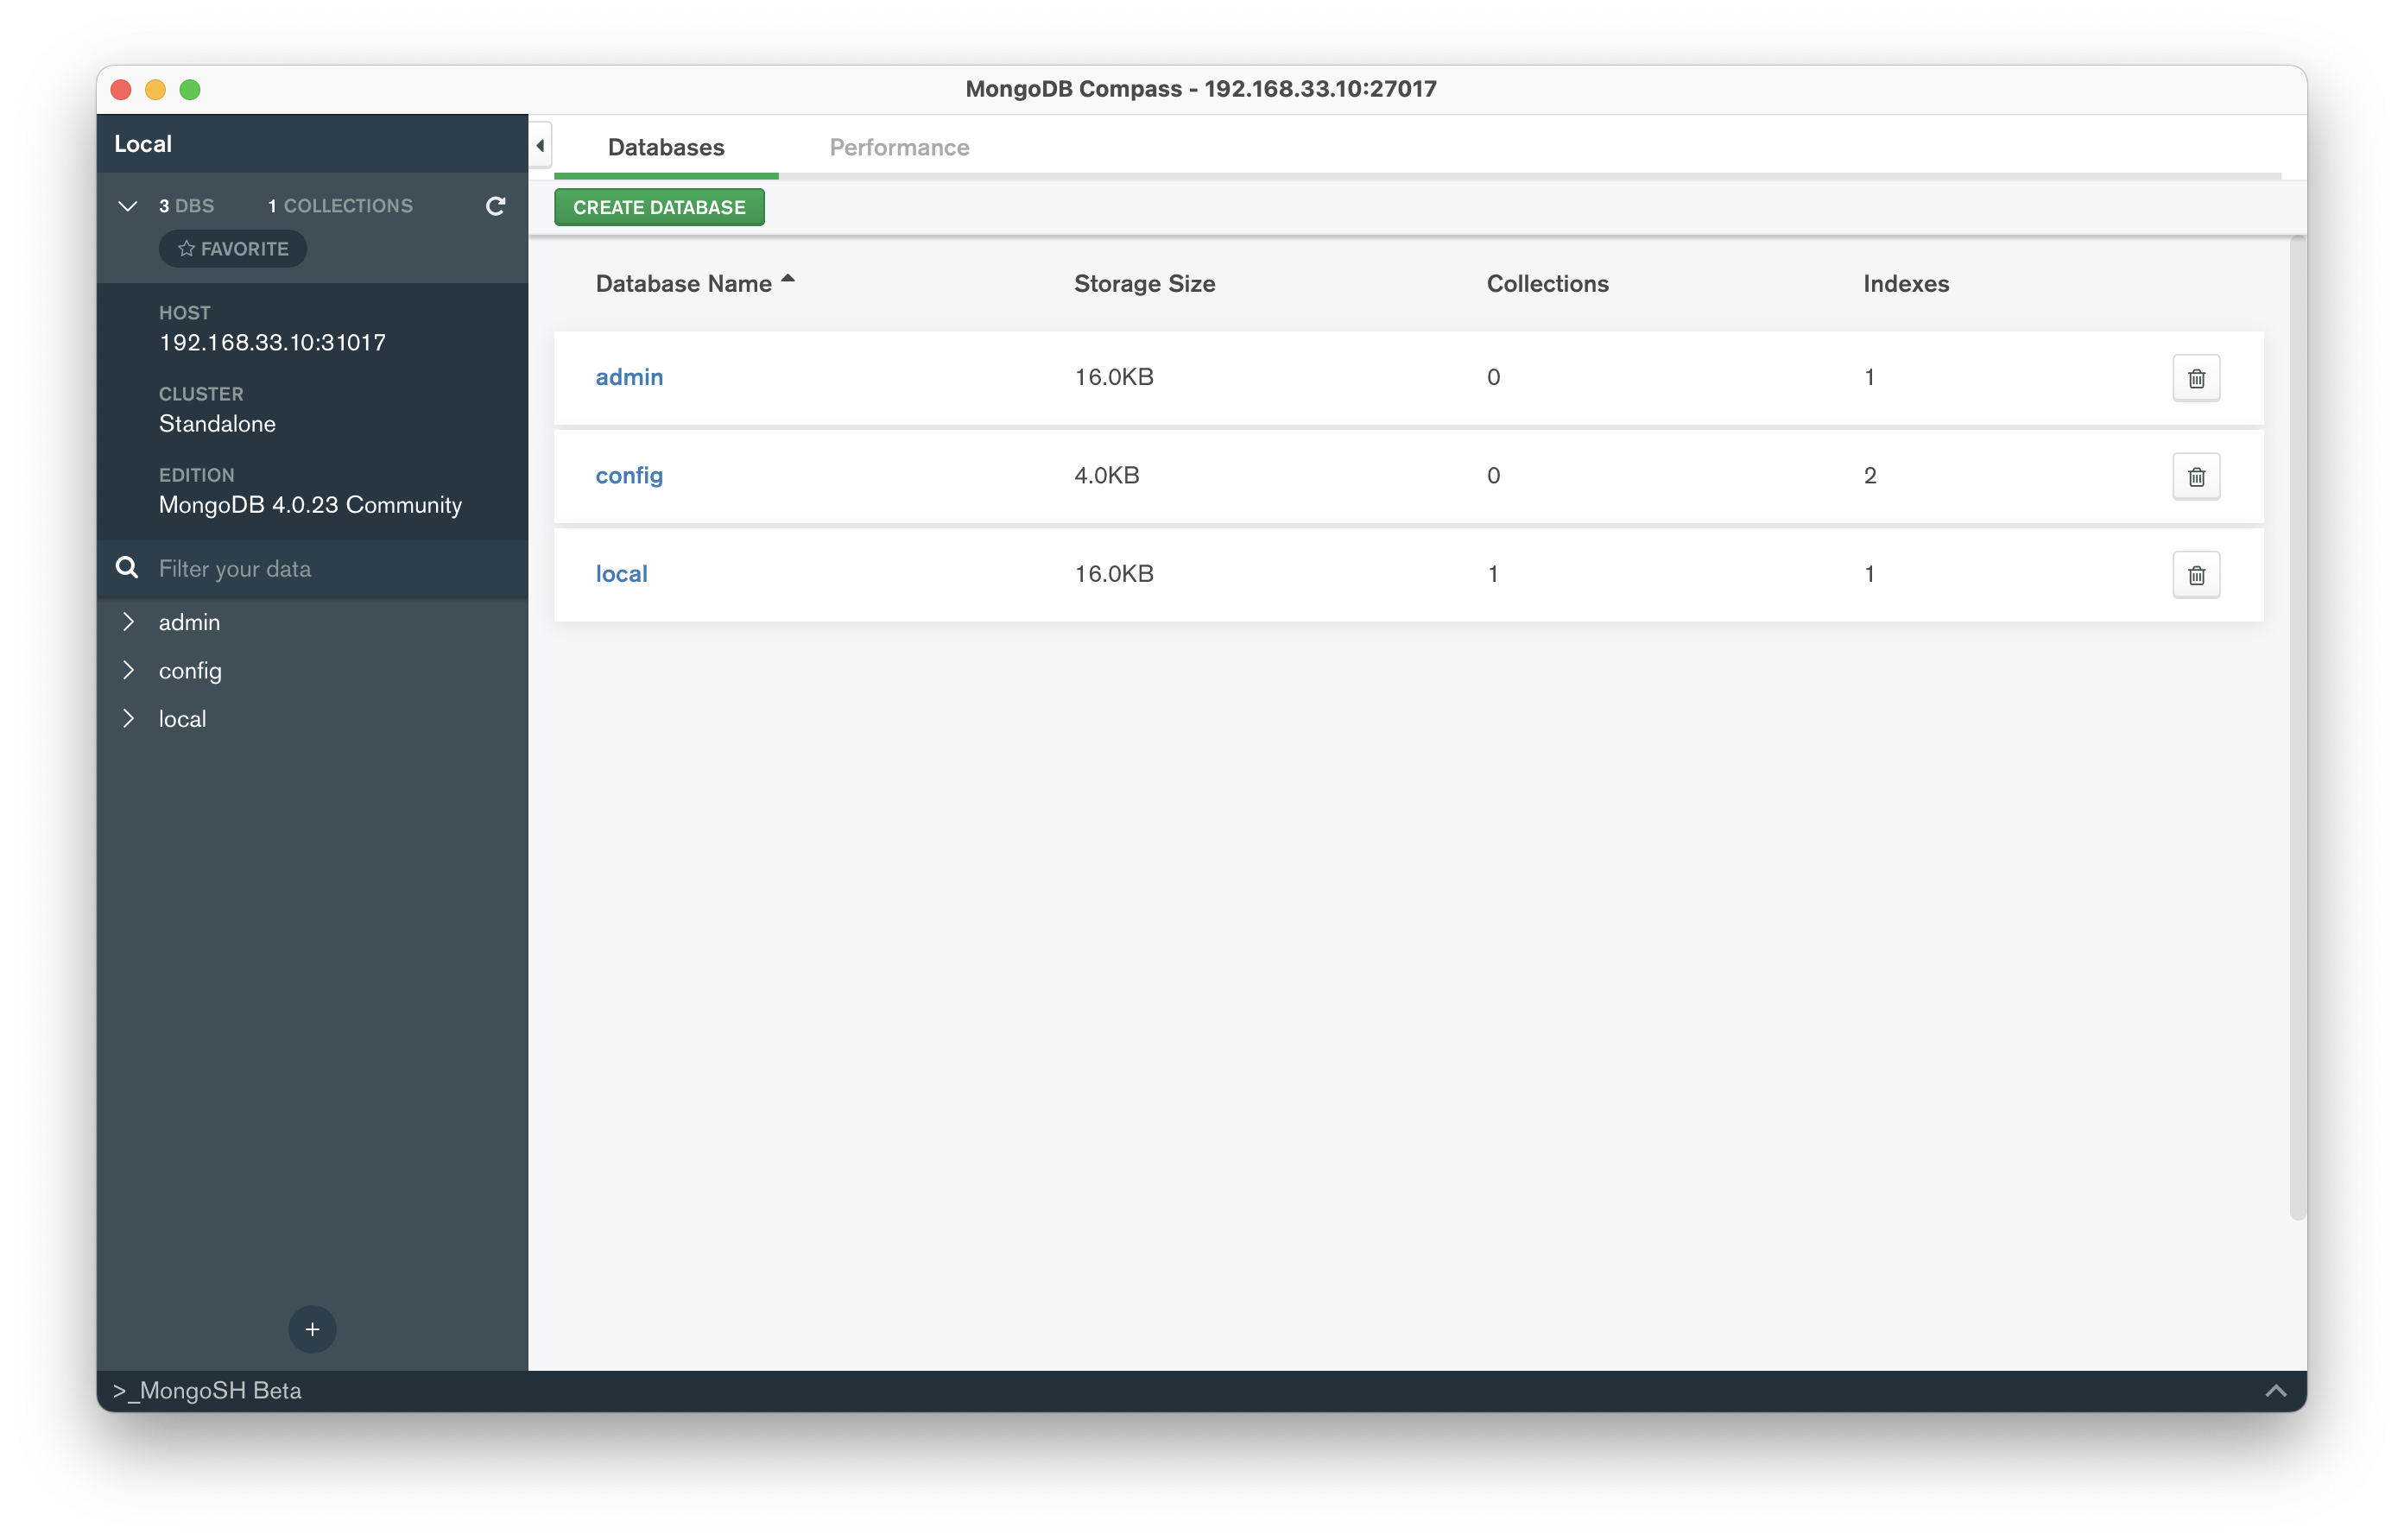 MongoDB Compass - 192.168.33.10:27017
Local
3 DBS 1 COLLECTIONS
FAVORITE
HOST
192.168.33.10:31017
CLUSTER
Standalone
EDITION
MongoDB 4.0.23 Community
Filter your data
admin
config
local
Databases Performance
CREATE DATABASE
Database Name Storage Size Collections Indexes
admin 16.0KB 0 1
config 4.0KB 0 2
local 16.0KB 1 1
>_MongoSH Beta